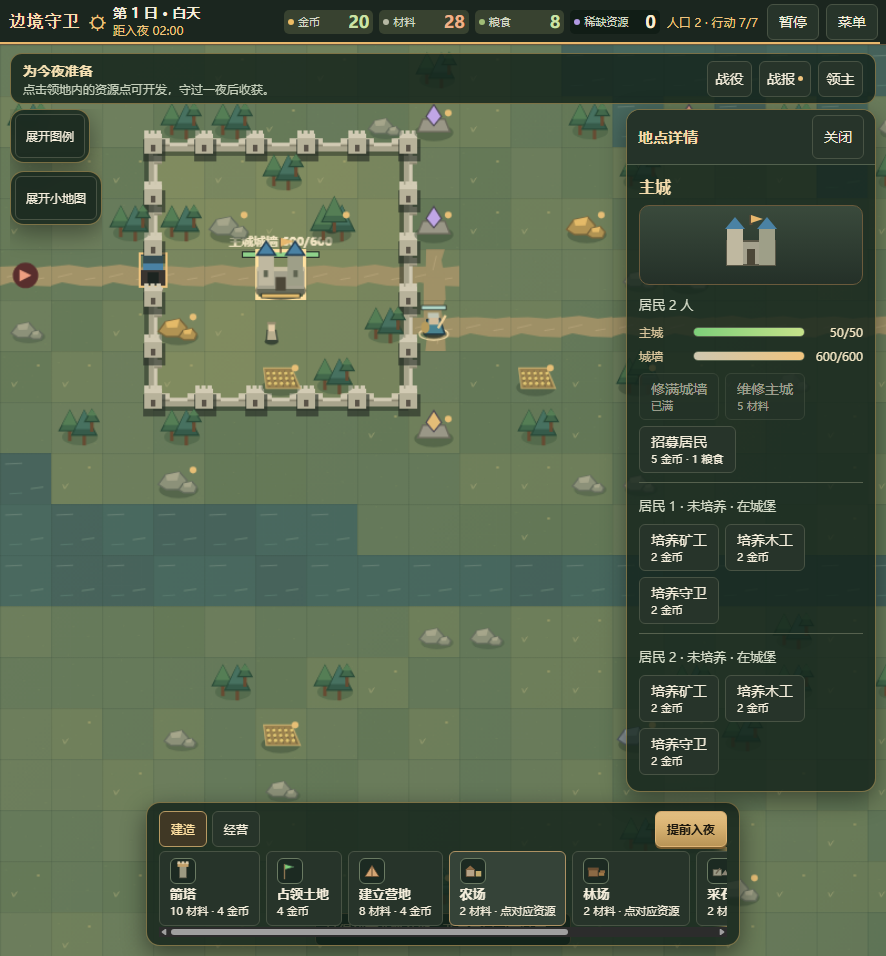 边境守卫
第 1 日 • 白天
距入夜 02:00
金币 20
材料 28
粮食 8
稀缺资源 0
人口 2 · 行动 7/7
暂停
菜单
为今夜准备
点击领地内的资源点可开发，守过一夜后收获。
战役
战报
领主
展开图例
展开小地图
主城城墙 600/600
地点详情
关闭
主城
居民 2 人
主城 50/50
城墙 600/600
修满城墙
已满
维修主城
5 材料
招募居民
5 金币 · 1 粮食
居民 1 · 未培养 · 在城堡
培养矿工
2 金币
培养木工
2 金币
培养守卫
2 金币
居民 2 · 未培养 · 在城堡
培养矿工
2 金币
培养木工
2 金币
培养守卫
2 金币
建造
经营
提前入夜
箭塔
10 材料 · 4 金币
占领土地
4 金币
建立营地
8 材料 · 4 金币
农场
2 材料 · 点对应资源
林场
2 材料 · 点对应资源
采
2 材